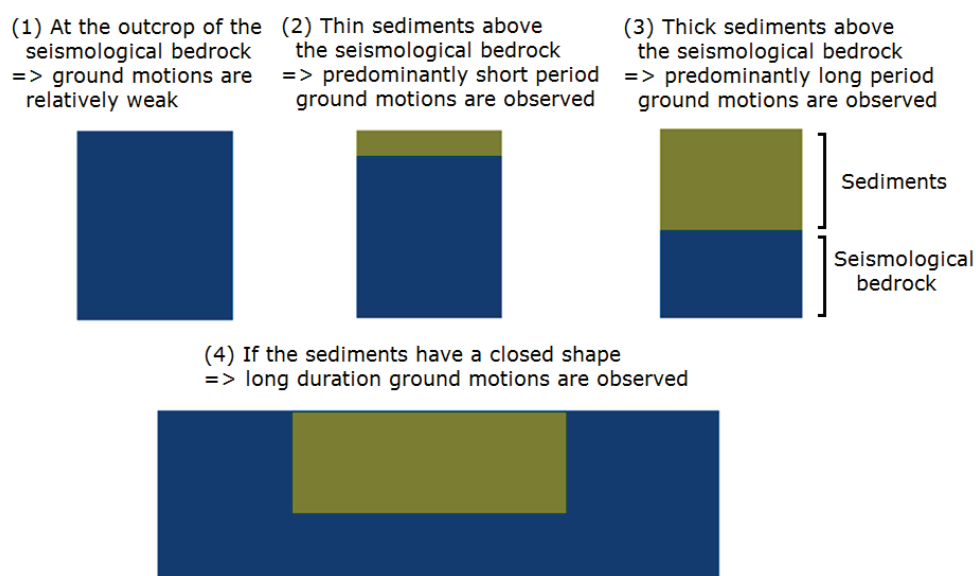 (1) At the outcrop of the
seismological bedrock
=> ground motions are
relatively weak
(2) Thin sediments above
the seismological bedrock
=> predominantly short period
ground motions are observed
(3) Thick sediments above
the seismological bedrock
=> predominantly long period
ground motions are observed
Sediments
Seismological
bedrock
(4) If the sediments have a closed shape
=> long duration ground motions are observed